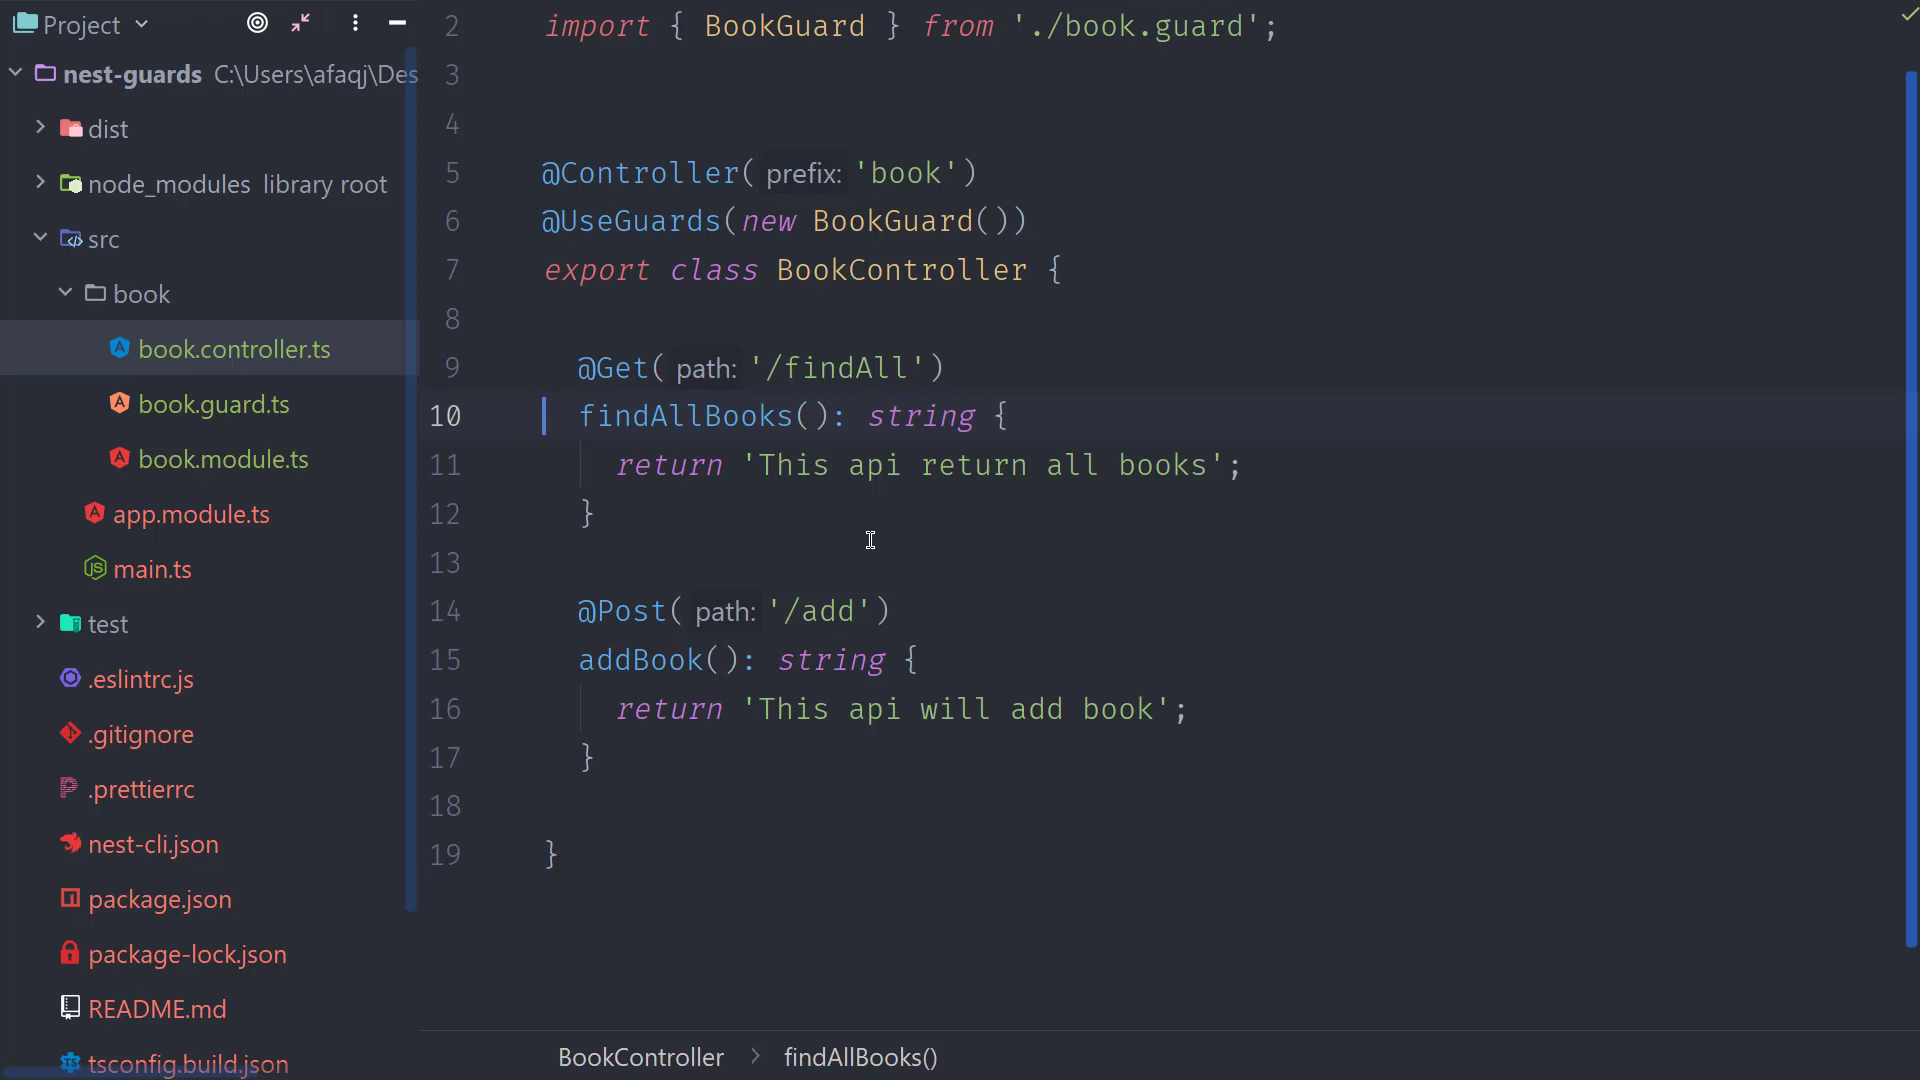 Project
nest-guards C:\Users\afaqj\Des
dist
node_modules library root
src
book
book.controller.ts
book.guard.ts
book.module.ts
app.module.ts
main.ts
test
.eslintrc.js
.gitignore
.prettierrc
nest-cli.json
package.json
package-lock.json
README.md
tsconfig.build.json
2 import { BookGuard } from './book.guard';
3
4
5 @Controller( prefix: 'book')
6 @UseGuards(new BookGuard())
7 export class BookController {
8
9 @Get( path: '/findAll')
10 findAllBooks(): string {
11 return 'This api return all books';
12 }
13
14 @Post( path: '/add')
15 addBook(): string {
16 return 'This api will add book';
17 }
18
19 }
BookController > findAllBooks()